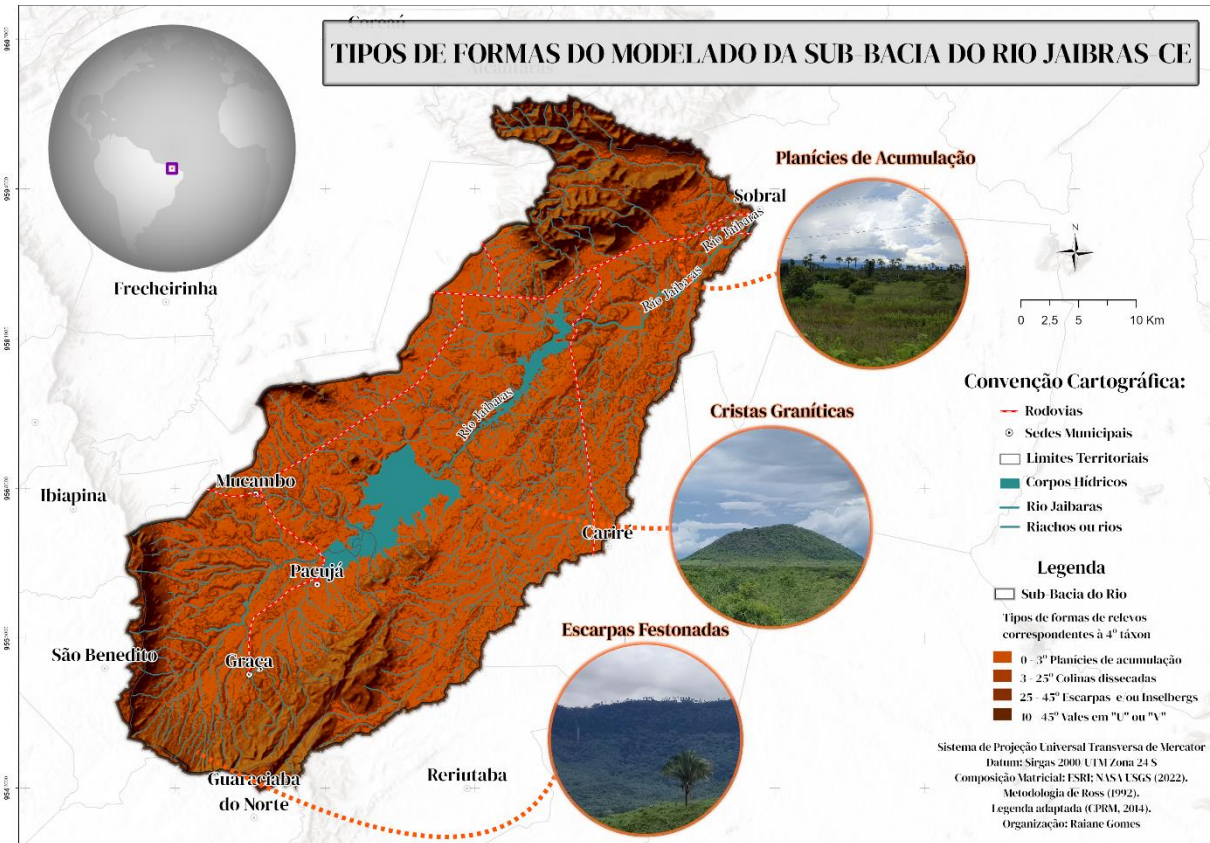 Coreaú
TIPOS DE FORMAS DO MODELADO DA SUB-BACIA DO RIO JAIBRAS-CE
Alcântaras
Planícies de Acumulação
Sobral
Rio Jaibaras
Rio Jaibaras
Frecheirinha
N
0 2,5 5 10 Km
Convenção Cartográfica:
Rodovias
Sedes Municipais
Limites Territoriais
Corpos Hídricos
Rio Jaibaras
Riachos ou rios
Cristas Graníticas
Rio Jaibaras
Mucambo
Ibiapina
Cariré
Pacujá
Legenda
Sub-Bacia do Rio
Tipos de formas de relevos
correspondentes à 4º táxon
0 - 3º Planícies de acumulação
3 - 25º Colinas dissecadas
25 - 45º Escarpas e/ou Inselbergs
10 - 45º Vales em "U" ou "V"
Escarpas Festonadas
São Benedito
Graça
Guaraciaba
do Norte
Reriutaba
Sistema de Projeção Universal Transversa de Mercator
Datum: Sirgas 2000 UTM Zona 24 S
Composição Matricial: ESRI; NASA USGS (2022).
Metodologia de Ross (1992).
Legenda adaptada (CPRM, 2014).
Organização: Raiane Gomes